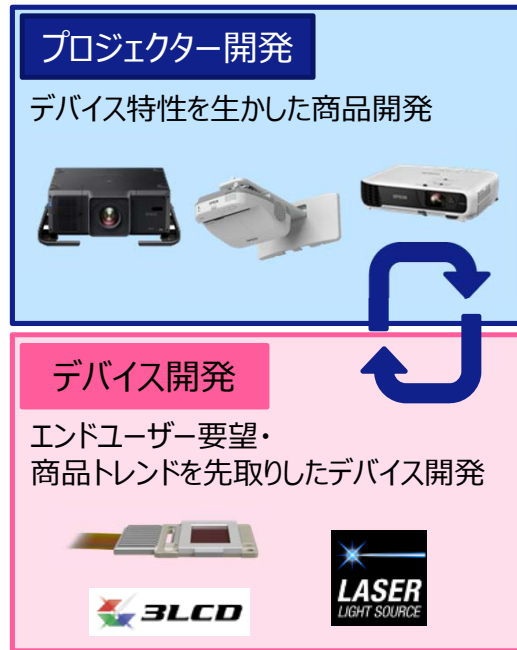 プロジェクター開発
デバイス特性を生かした商品開発
EPSON
デバイス開発
エンドユーザー要望・
商品トレンドを先取りしたデバイス開発
3LCD
LASER
LIGHT SOURCE